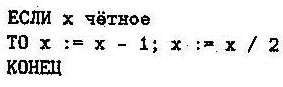 ЕСЛИ x чётное
ТО x := x - 1; x := x / 2
КОНЕЦ